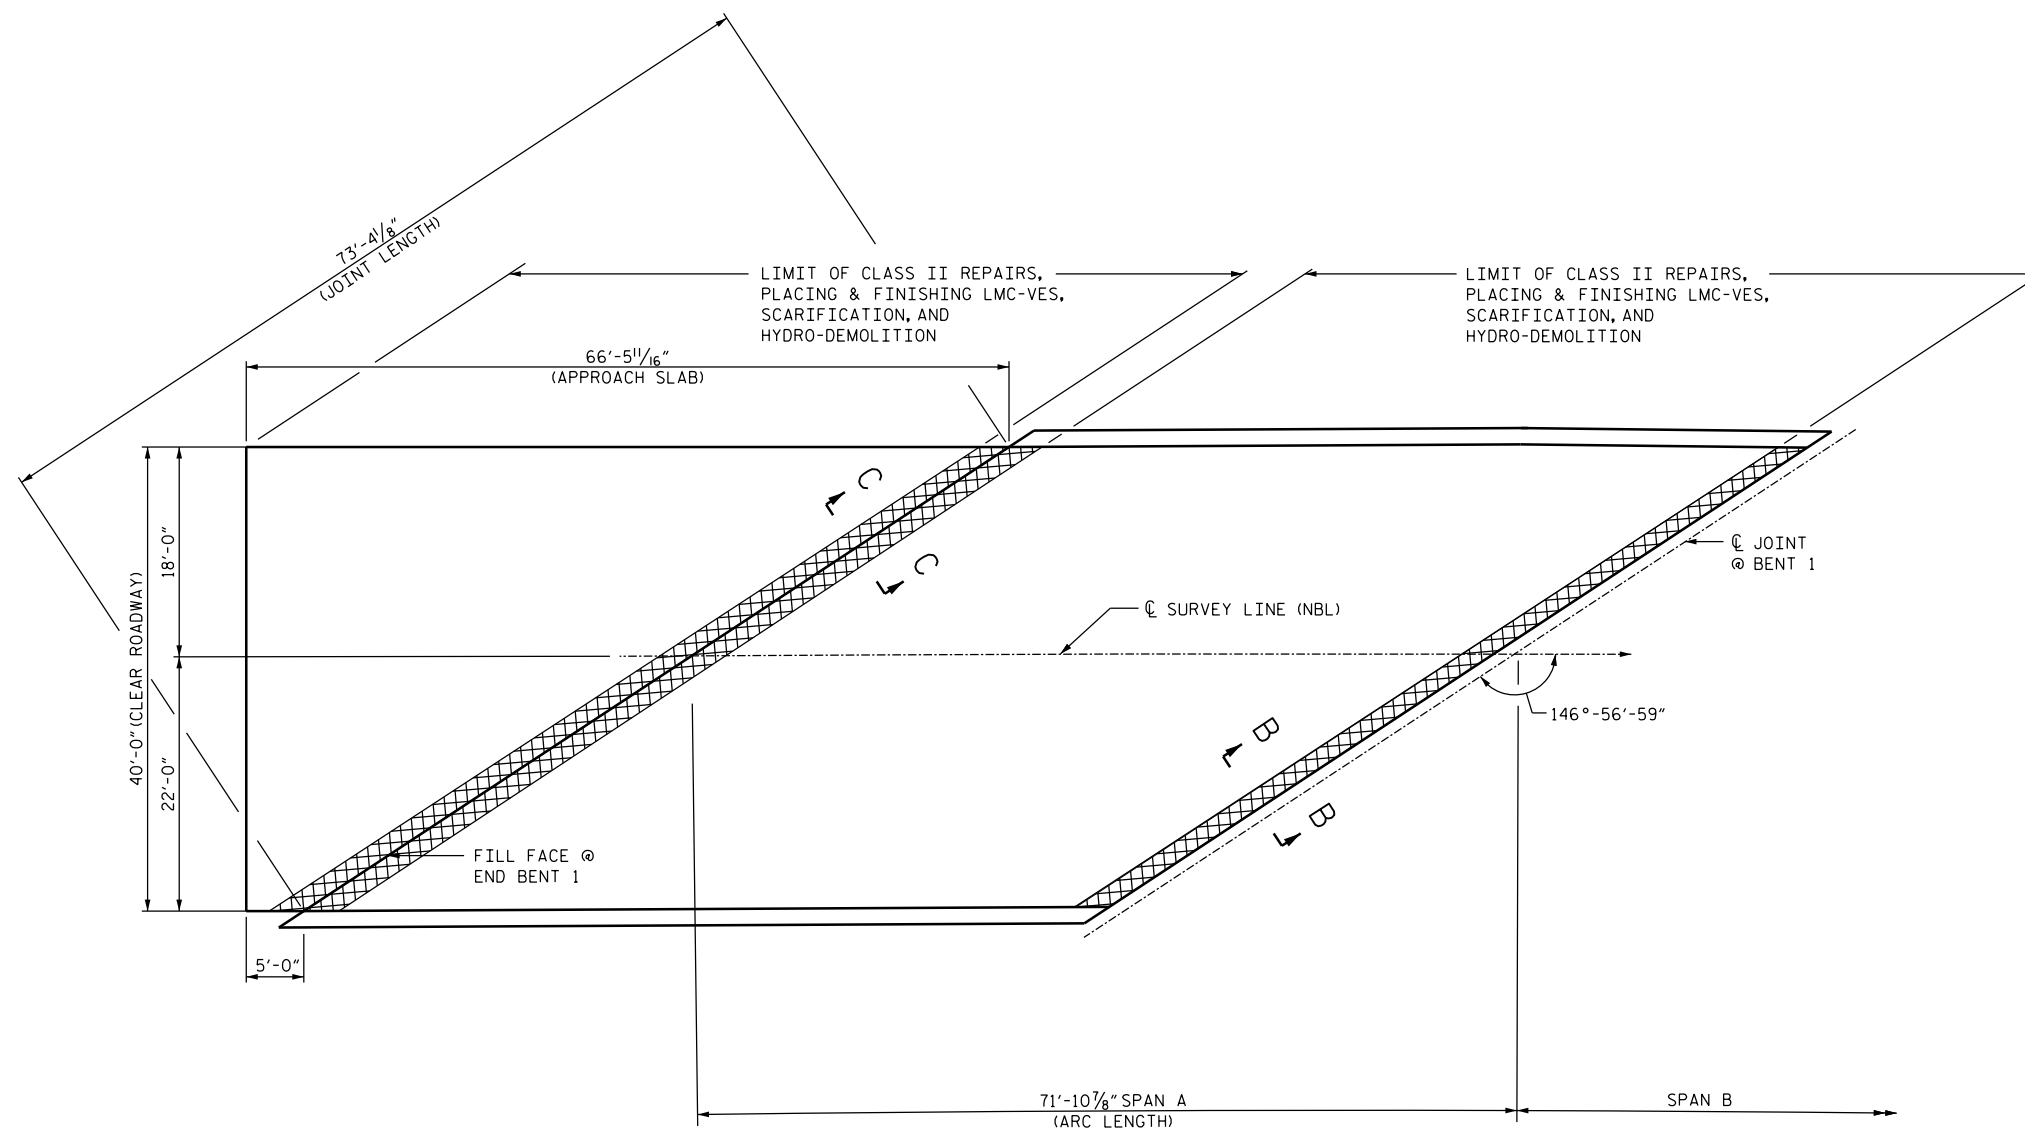 73'-4 1/8"
(JOINT LENGTH)
LIMIT OF CLASS II REPAIRS,
PLACING & FINISHING LMC-VES,
SCARIFICATION, AND
HYDRO-DEMOLITION
LIMIT OF CLASS II REPAIRS,
PLACING & FINISHING LMC-VES,
SCARIFICATION, AND
HYDRO-DEMOLITION
66'-5 11/16"
(APPROACH SLAB)
C
C
18'-0"
40'-0" (CLEAR ROADWAY)
22'-0"
℄ JOINT
@ BENT 1
℄ SURVEY LINE (NBL)
146°-56'-59"
B
B
FILL FACE @
END BENT 1
5'-0"
71'-10 7/8" SPAN A
(ARC LENGTH)
SPAN B